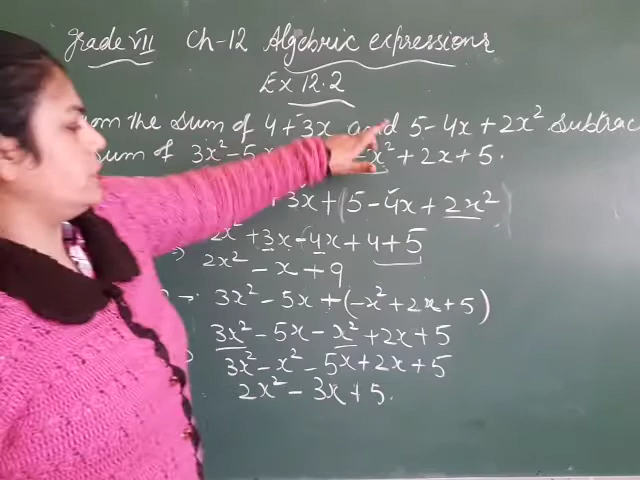 Grade VII Ch-12 Algebric expressions
Ex 12.2
om the sum of 4+3x and 5-4x+2x² subtrac
sum of 3x²-5x -x²+2x+5.
+3x+(5-4x+2x²)
2x²+3x-4x+4+5
2x²-x+9
3x²-5x+(-x²+2x+5)
3x²-5x-x²+2x+5
3x²-x²-5x+2x+5
2x²-3x+5.